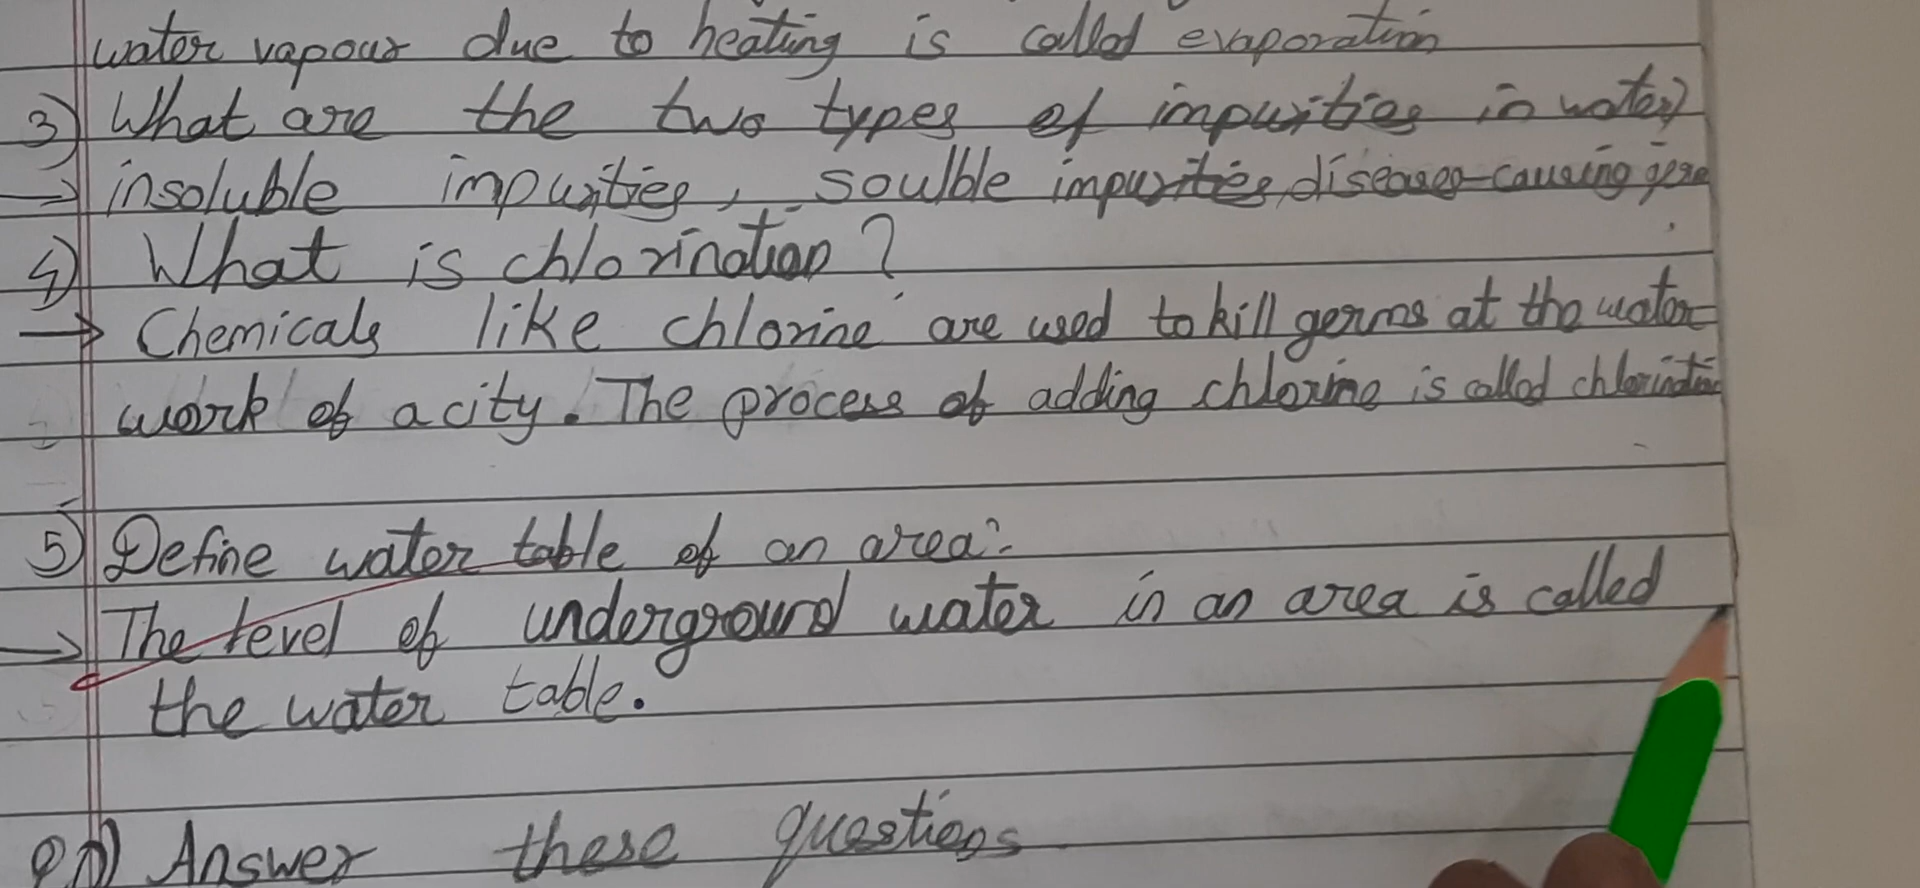 water vapour due to heating is called evaporation
3) What are the two types of impurities in water?
→ insoluble impurities, soulble impurities, diseases-causing
4) What is chlorination?
→ Chemicals like chlorine are used to kill germs at the water
work of a city. The process of adding chlorine is called
5) Define water table of an area:
→ The level of underground water in an area is called
the water table.
Answer these questions